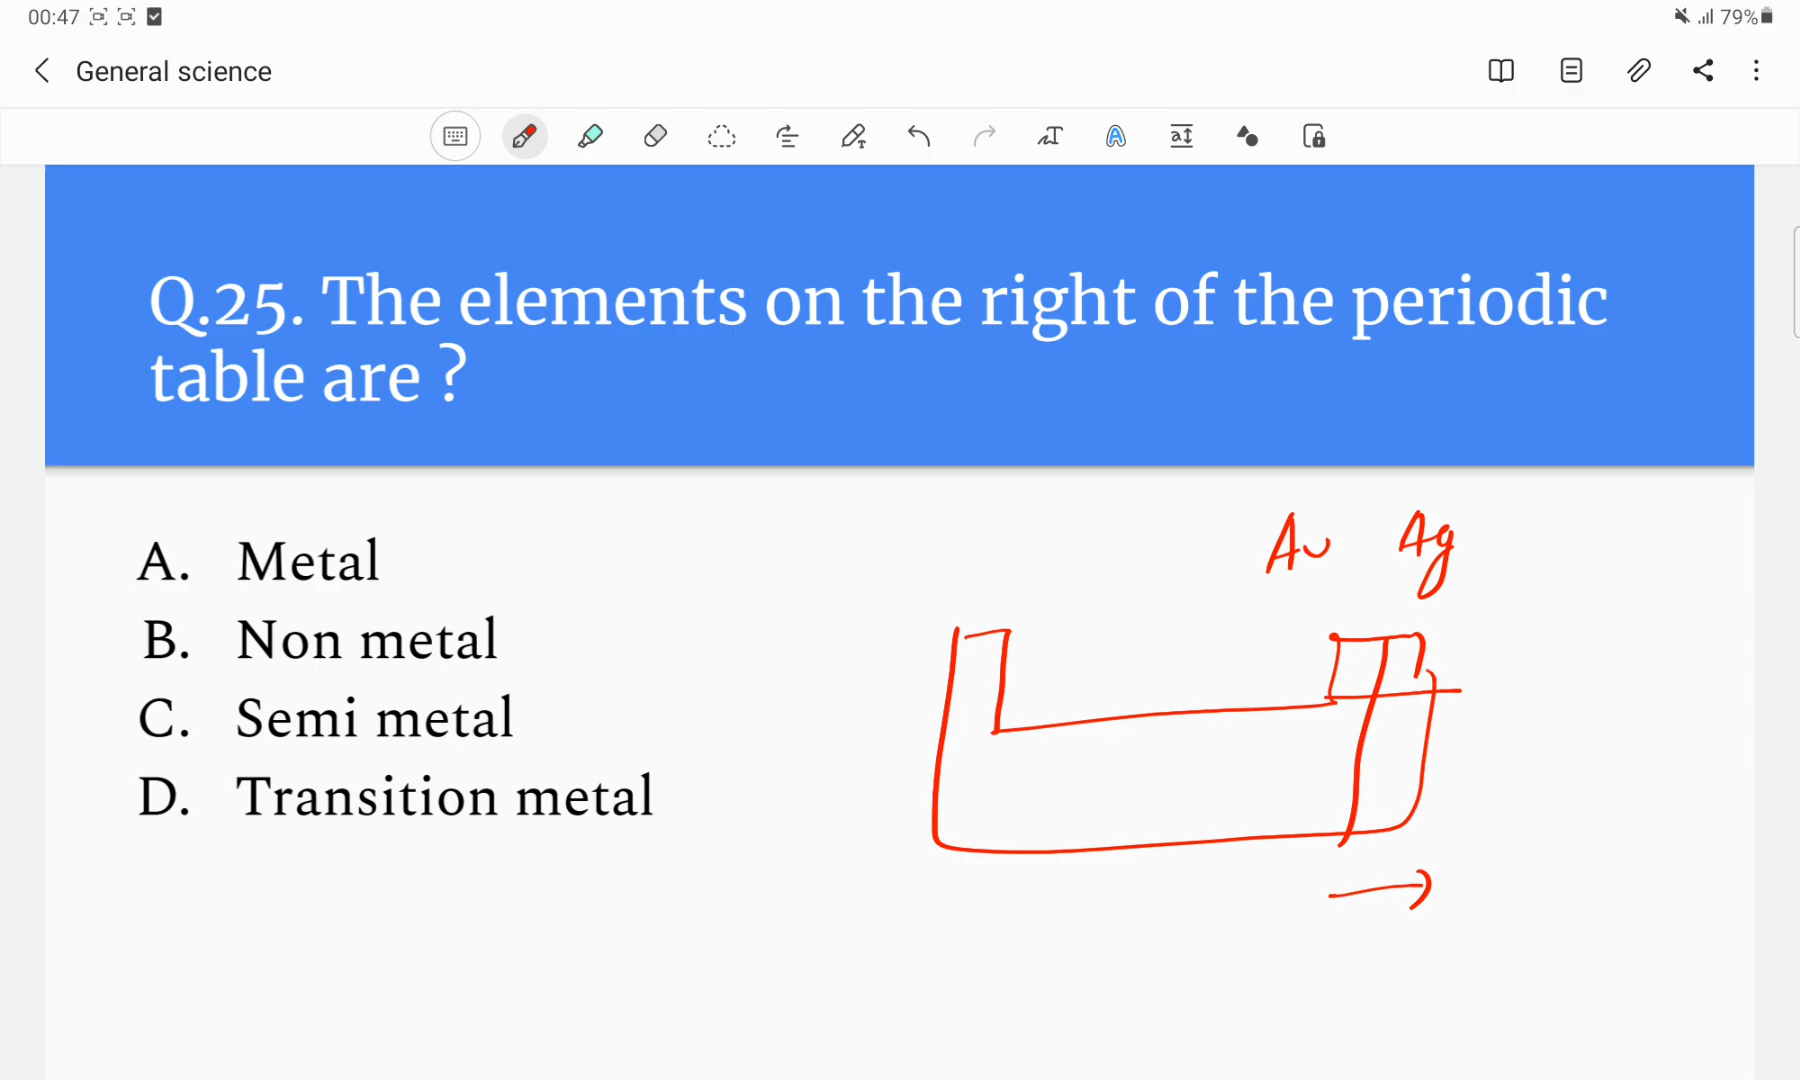 00:47
79%
General science
Q.25. The elements on the right of the periodic
table are ?
A. Metal
B. Non metal
C. Semi metal
D. Transition metal
Au Ag